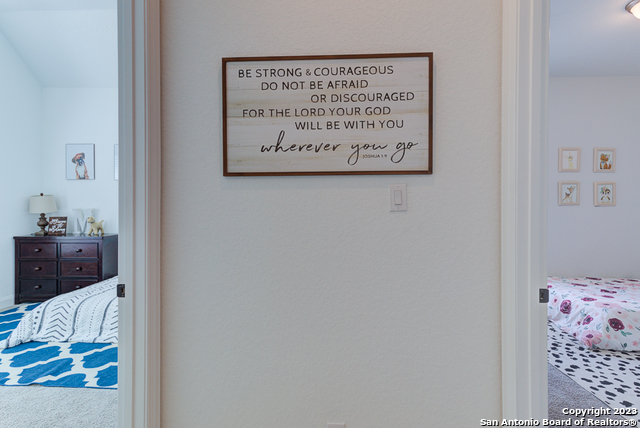 BE STRONG & COURAGEOUS
DO NOT BE AFRAID
OR DISCOURAGED
FOR THE LORD YOUR GOD
WILL BE WITH YOU
wherever you go
JOSHUA 1:9
Copyright 2023
San Antonio Board of Realtors®